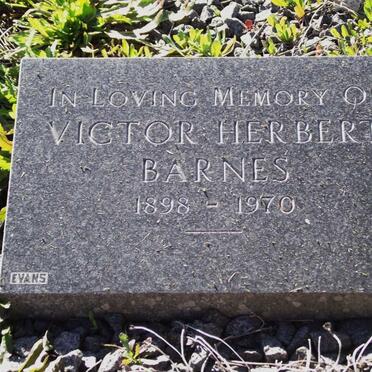 In Loving Memory O
VICTOR HERBERT
BARNES
1898 - 1970
EVANS